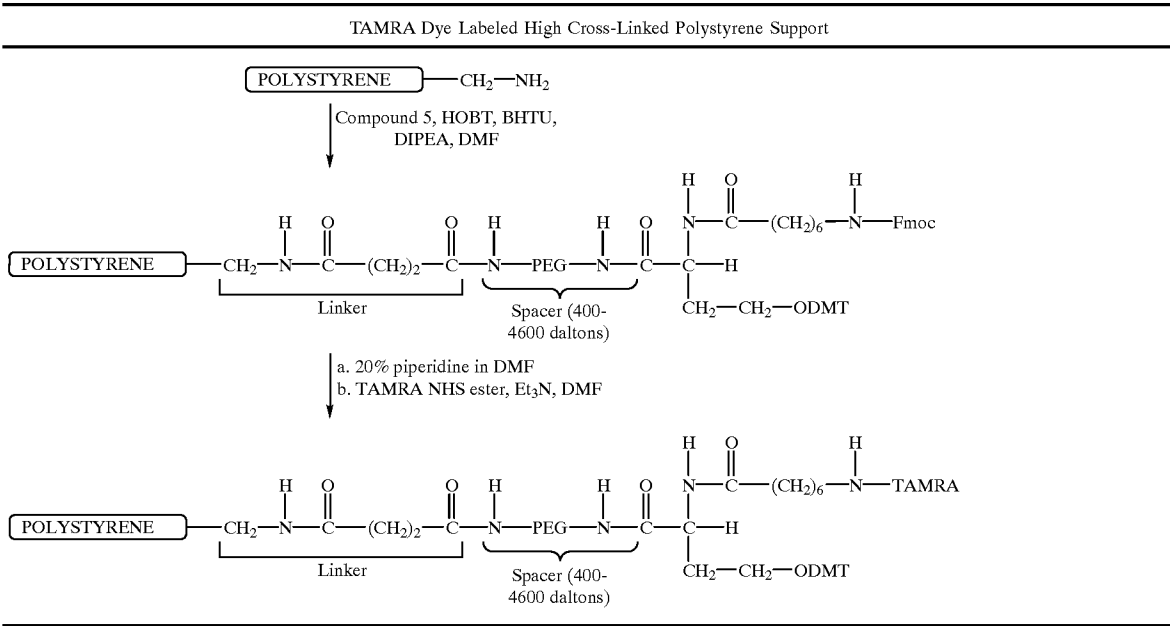 TAMRA Dye Labeled High Cross-Linked Polystyrene Support
POLYSTYRENE—CH2—NH2
Compound 5, HOBT, BHTU,
DIPEA, DMF
H O H
N—C—(CH2)6—N—Fmoc
H O O H H O
POLYSTYRENE—CH2—N—C—(CH2)2—C—N—PEG—N—C—C—H
CH2—CH2—ODMT
Linker
Spacer (400-
4600 daltons)
a. 20% piperidine in DMF
b. TAMRA NHS ester, Et3N, DMF
H O H
N—C—(CH2)6—N—TAMRA
H O O H H O
POLYSTYRENE—CH2—N—C—(CH2)2—C—N—PEG—N—C—C—H
CH2—CH2—ODMT
Linker
Spacer (400-
4600 daltons)